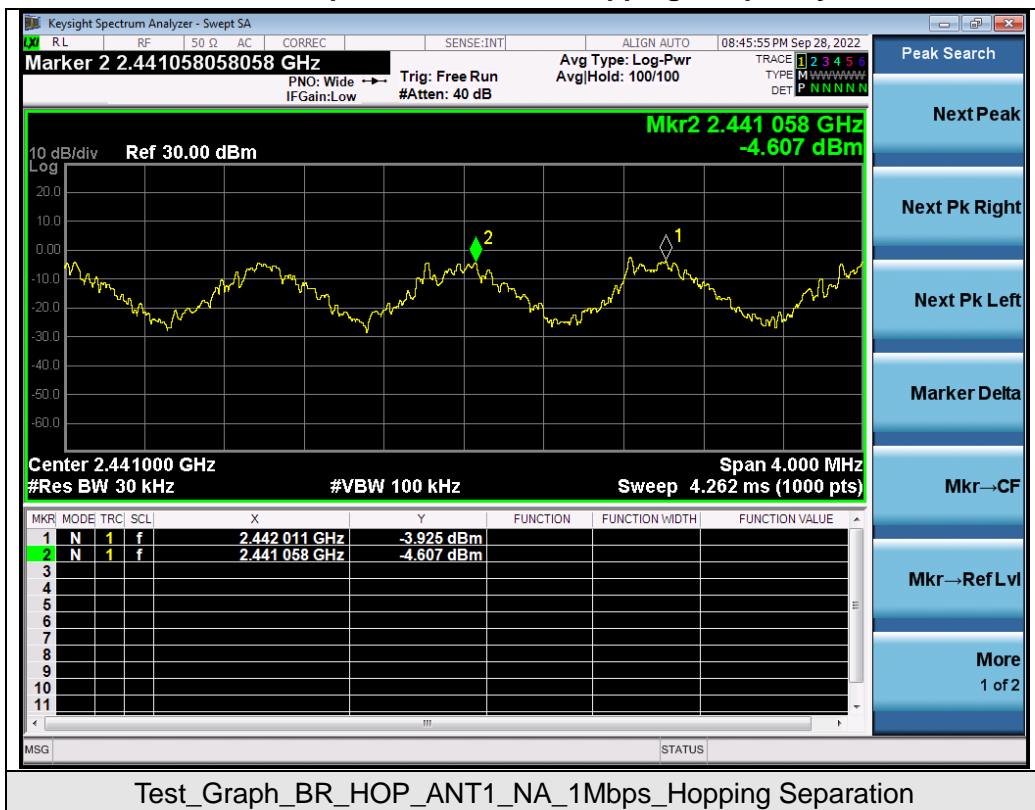 Keysight Spectrum Analyzer - Swept SA
LXI RL RF 50 Ω AC CORREC SENSE:INT ALIGN AUTO 08:45:55 PM Sep 28, 2022
Marker 2 2.441058058058 GHz
PNO: Wide
IFGain:Low
Trig: Free Run
#Atten: 40 dB
Avg Type: Log-Pwr
Avg|Hold: 100/100
TRACE 1 2 3 4 5 6
TYPE M WWWWW
DET P N N N N N
Mkr2 2.441 058 GHz
-4.607 dBm
10 dB/div Ref 30.00 dBm
Log
20.0
10.0
0.00
-10.0
-20.0
-30.0
-40.0
-50.0
-60.0
2
1
Center 2.441000 GHz Span 4.000 MHz
#Res BW 30 kHz #VBW 100 kHz Sweep 4.262 ms (1000 pts)
MKR MODE TRC SCL X Y FUNCTION FUNCTION WIDTH FUNCTION VALUE
1 N 1 f 2.442 011 GHz -3.925 dBm
2 N 1 f 2.441 058 GHz -4.607 dBm
3
4
5
6
7
8
9
10
11
MSG STATUS
Peak Search
Next Peak
Next Pk Right
Next Pk Left
Marker Delta
Mkr→CF
Mkr→Ref Lvl
More
1 of 2
Test_Graph_BR_HOP_ANT1_NA_1Mbps_Hopping Separation